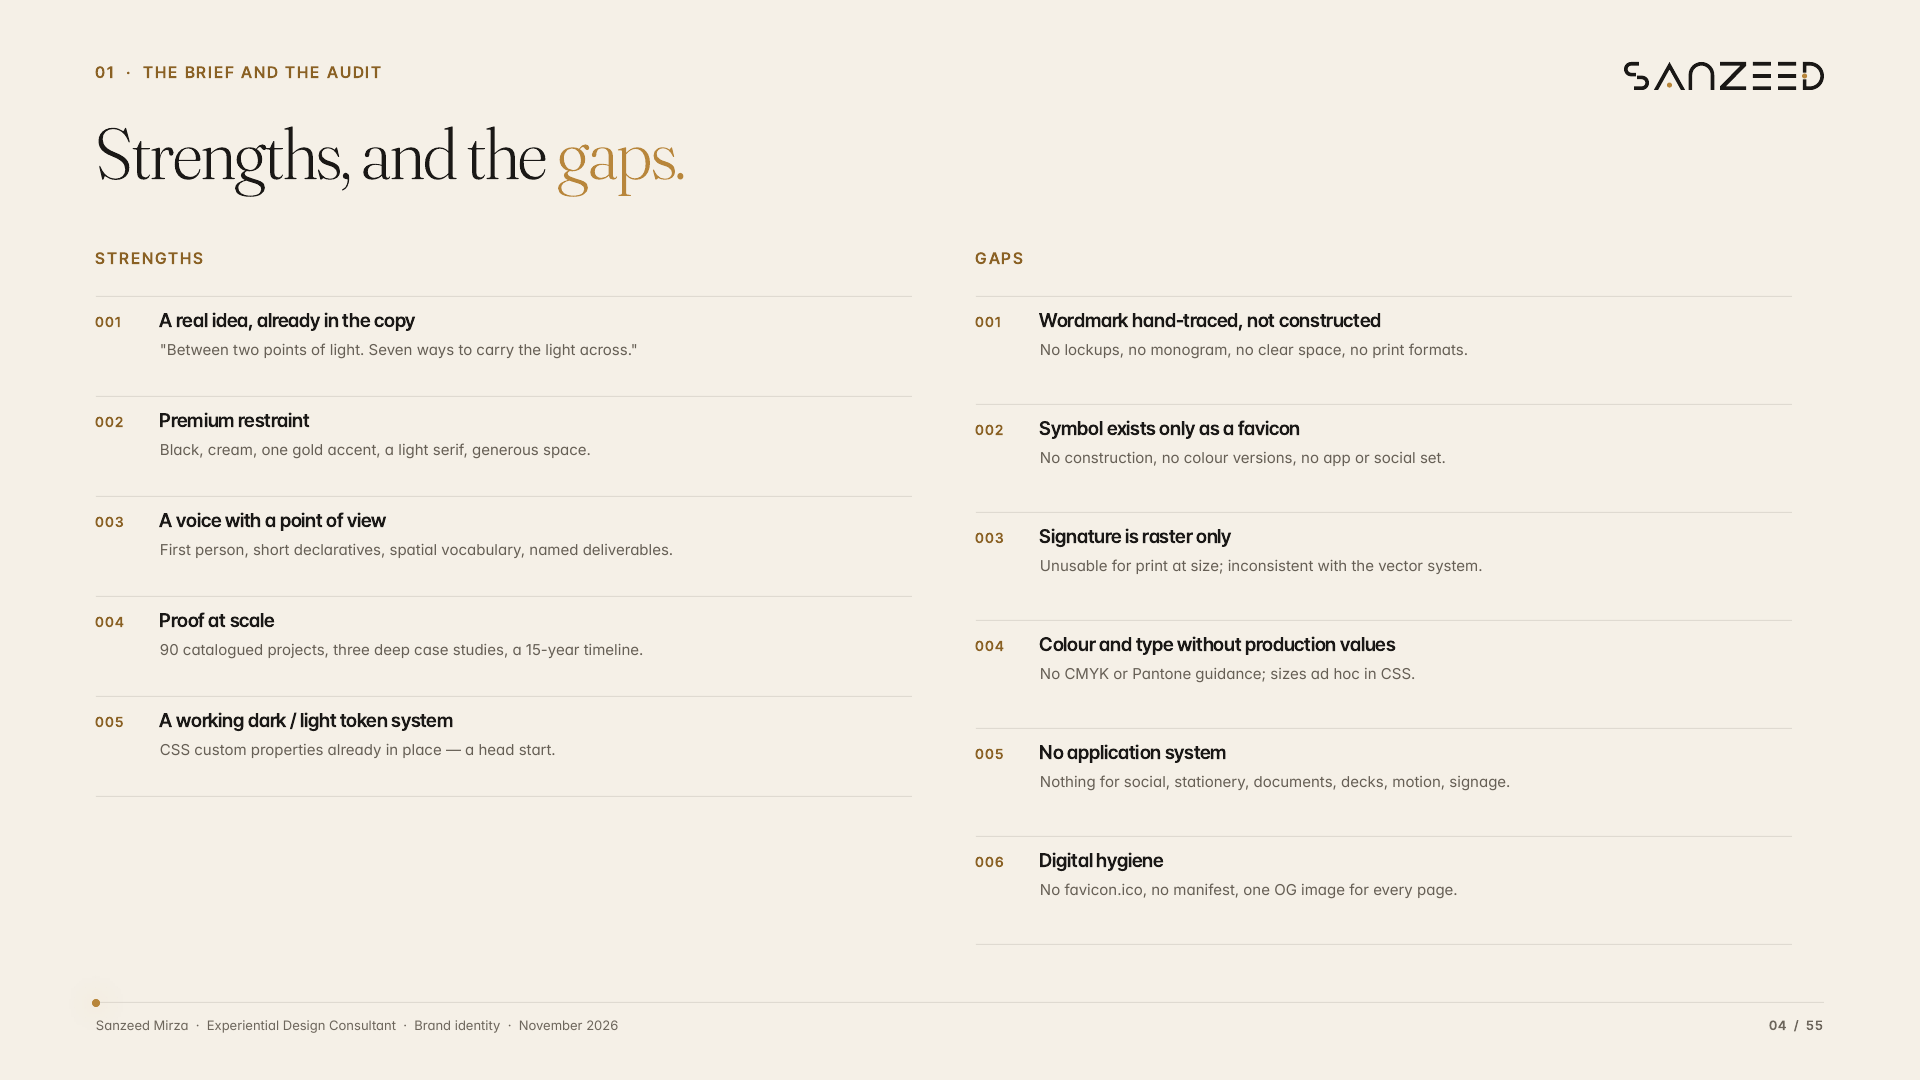 01 · THE BRIEF AND THE AUDIT
SANZEED
Strengths, and the gaps.
STRENGTHS
001 A real idea, already in the copy
"Between two points of light. Seven ways to carry the light across."
002 Premium restraint
Black, cream, one gold accent, a light serif, generous space.
003 A voice with a point of view
First person, short declaratives, spatial vocabulary, named deliverables.
004 Proof at scale
90 catalogued projects, three deep case studies, a 15-year timeline.
005 A working dark / light token system
CSS custom properties already in place — a head start.
GAPS
001 Wordmark hand-traced, not constructed
No lockups, no monogram, no clear space, no print formats.
002 Symbol exists only as a favicon
No construction, no colour versions, no app or social set.
003 Signature is raster only
Unusable for print at size; inconsistent with the vector system.
004 Colour and type without production values
No CMYK or Pantone guidance; sizes ad hoc in CSS.
005 No application system
Nothing for social, stationery, documents, decks, motion, signage.
006 Digital hygiene
No favicon.ico, no manifest, one OG image for every page.
Sanzeed Mirza · Experiential Design Consultant · Brand identity · November 2026
04 / 55